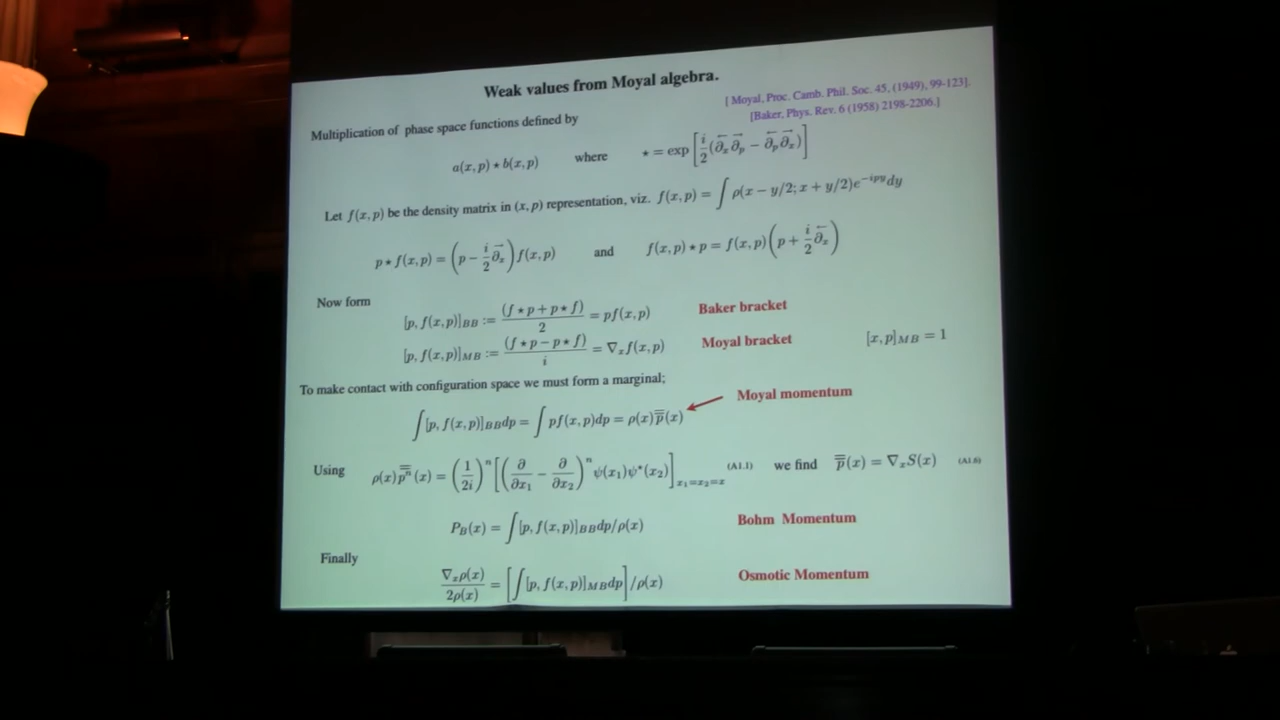 Weak values from Moyal algebra.
[ Moyal, Proc. Camb. Phil. Soc. 45, (1949), 99-123].
[Baker, Phys. Rev. 6 (1958) 2198-2206.]
Multiplication of phase space functions defined by
a(x, p) ⋆ b(x, p) where ⋆ = exp [i/2 (∂⃖ₓ∂⃗ₚ − ∂⃖ₚ∂⃗ₓ)]
Let f(x, p) be the density matrix in (x, p) representation, viz. f(x, p) = ∫ ρ(x − y/2; x + y/2)e^{−ipy}dy
p ⋆ f(x, p) = (p − i/2 ∂⃗ₓ) f(x, p) and f(x, p) ⋆ p = f(x, p) (p + i/2 ∂⃖ₓ)
Now form
[p, f(x, p)]_{BB} := (f ⋆ p + p ⋆ f)/2 = pf(x, p) Baker bracket
[p, f(x, p)]_{MB} := (f ⋆ p − p ⋆ f)/i = ∇ₓf(x, p) Moyal bracket [x, p]_{MB} = 1
To make contact with configuration space we must form a marginal;
Moyal momentum
∫[p, f(x, p)]_{BB}dp = ∫ pf(x, p)dp = ρ(x)p̿(x)
Using ρ(x)p̿ⁿ(x) = (1/2i)ⁿ [(∂/∂x₁ − ∂/∂x₂)ⁿ ψ(x₁)ψ*(x₂)]_{x₁=x₂=x} (A1.1) we find p̿(x) = ∇ₓS(x) (A1.6)
P_B(x) = ∫[p, f(x, p)]_{BB}dp/ρ(x) Bohm Momentum
Finally
∇ₓρ(x)/2ρ(x) = [∫[p, f(x, p)]_{MB}dp] /ρ(x) Osmotic Momentum